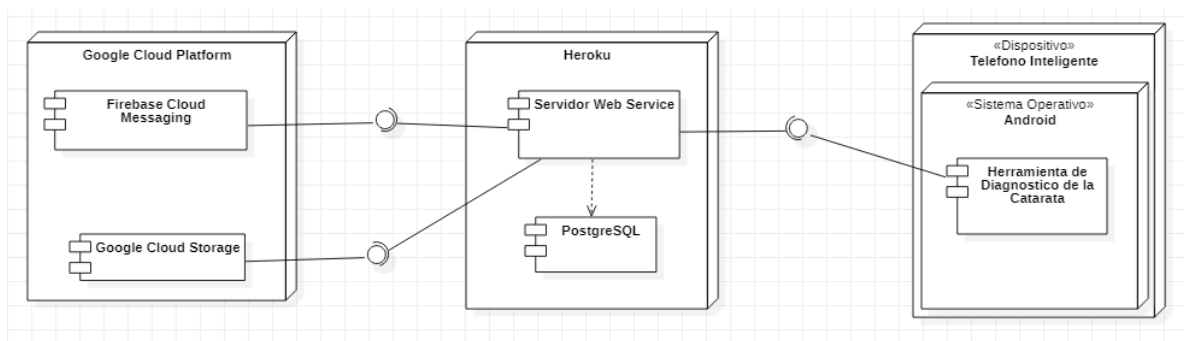 Google Cloud Platform
Firebase Cloud
Messaging
Google Cloud Storage
Heroku
Servidor Web Service
PostgreSQL
«Dispositivo»
Telefono Inteligente
«Sistema Operativo»
Android
Herramienta de
Diagnostico de la
Catarata